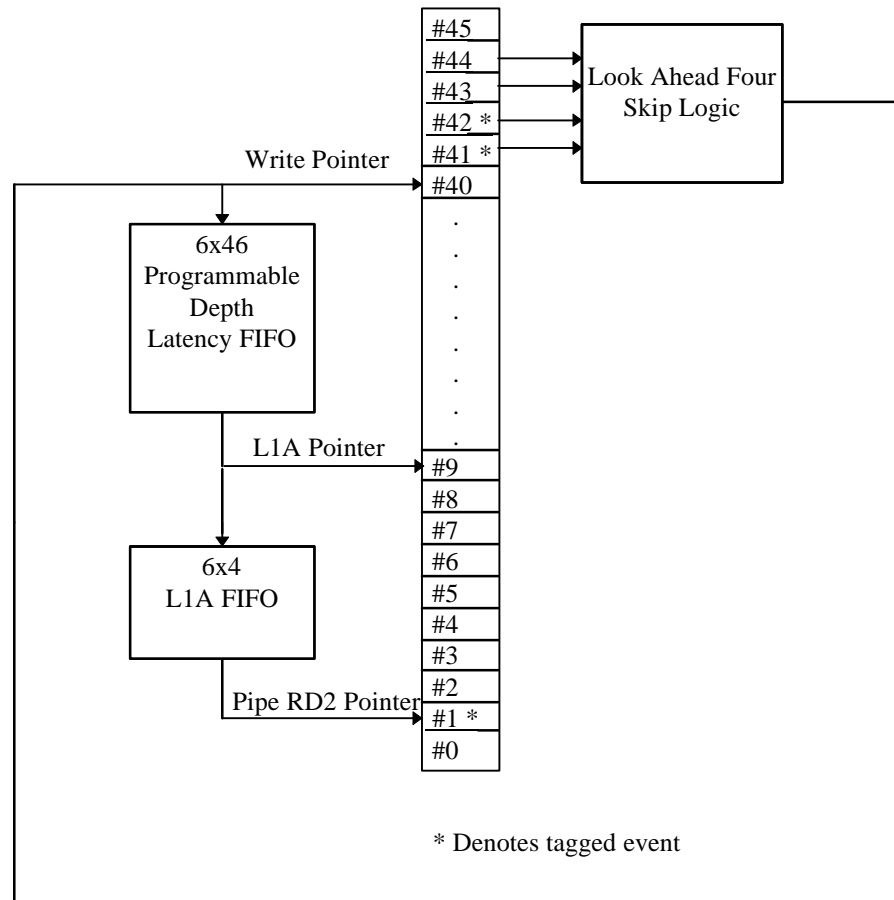 #45
#44
#43
#42 *
#41 *
#40
Look Ahead Four
Skip Logic
Write Pointer
6x46
Programmable
Depth
Latency FIFO
L1A Pointer
#9
#8
#7
#6
#5
#4
#3
#2
#1 *
#0
6x4
L1A FIFO
Pipe RD2 Pointer
* Denotes tagged event